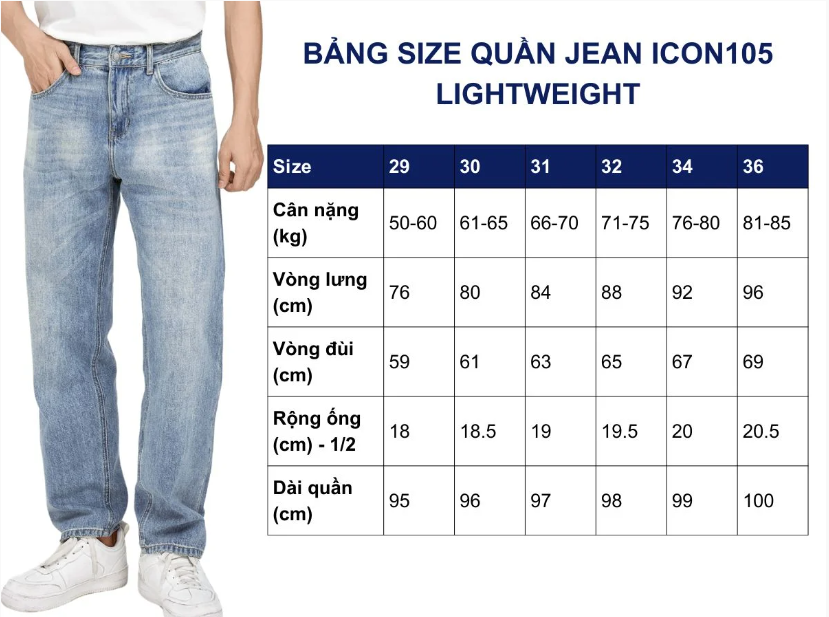 BẢNG SIZE QUẦN JEAN ICON105
LIGHTWEIGHT
Size 29 30 31 32 34 36
Cân nặng
(kg) 50-60 61-65 66-70 71-75 76-80 81-85
Vòng lưng
(cm) 76 80 84 88 92 96
Vòng đùi
(cm) 59 61 63 65 67 69
Rộng ống
(cm) - 1/2 18 18.5 19 19.5 20 20.5
Dài quần
(cm) 95 96 97 98 99 100